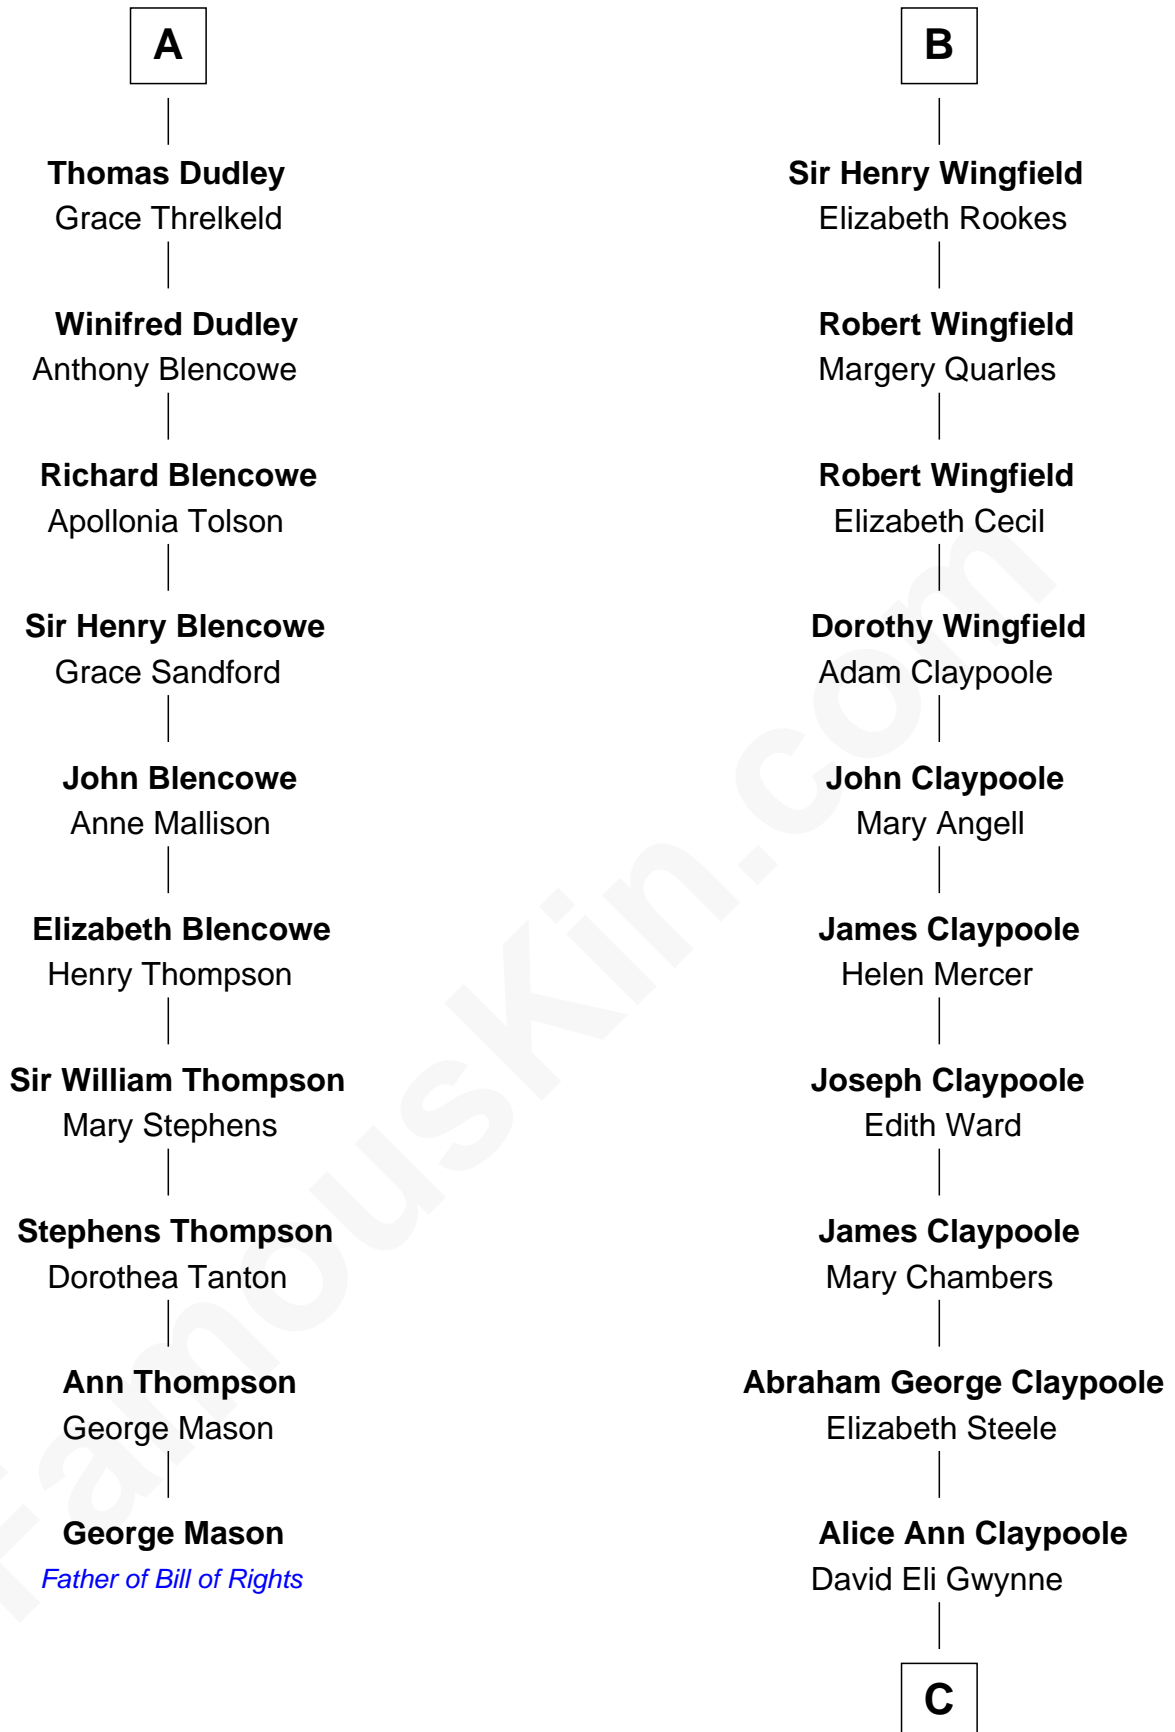 A
Thomas Dudley
Grace Threlkeld
Winifred Dudley
Anthony Blencowe
Richard Blencowe
Apollonia Tolson
Sir Henry Blencowe
Grace Sandford
John Blencowe
Anne Mallison
Elizabeth Blencowe
Henry Thompson
Sir William Thompson
Mary Stephens
Stephens Thompson
Dorothea Tanton
Ann Thompson
George Mason
George Mason
Father of Bill of Rights
B
Sir Henry Wingfield
Elizabeth Rookes
Robert Wingfield
Margery Quarles
Robert Wingfield
Elizabeth Cecil
Dorothy Wingfield
Adam Claypoole
John Claypoole
Mary Angell
James Claypoole
Helen Mercer
Joseph Claypoole
Edith Ward
James Claypoole
Mary Chambers
Abraham George Claypoole
Elizabeth Steele
Alice Ann Claypoole
David Eli Gwynne
C
FamousKin.com